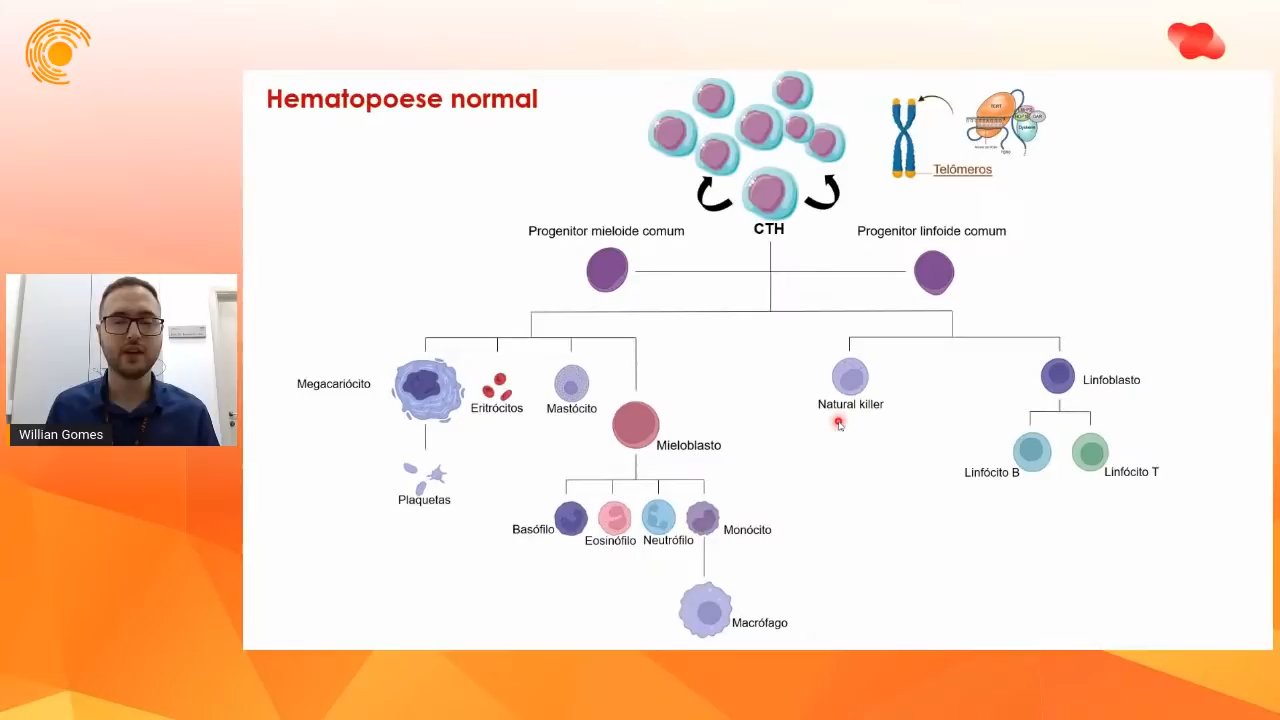 Hematopoese normal
Telômeros
CTH
Progenitor mieloide comum
Progenitor linfoide comum
Megacariócito
Eritrócitos
Mastócito
Mieloblasto
Natural killer
Linfoblasto
Linfócito B
Linfócito T
Plaquetas
Basófilo
Eosinófilo
Neutrófilo
Monócito
Macrófago
Willian Gomes